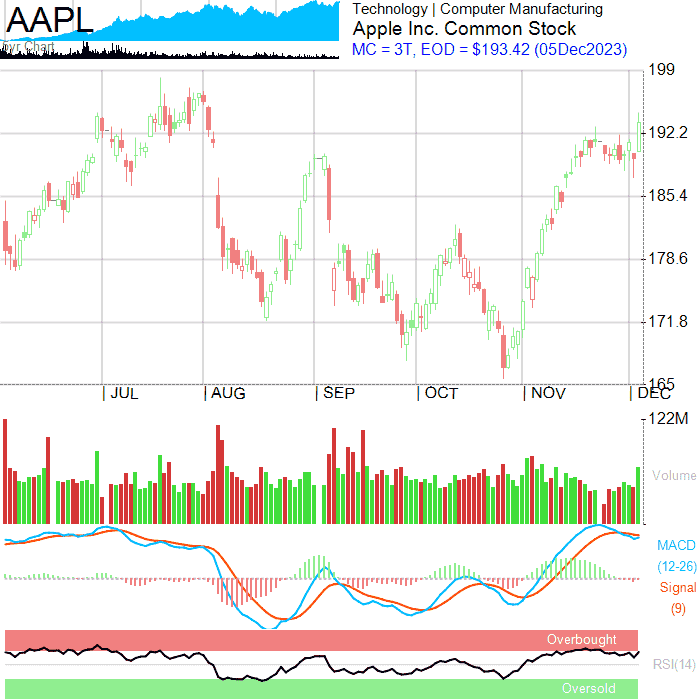 AAPL
Technology | Computer Manufacturing
Apple Inc. Common Stock
MC = 3T, EOD = $193.42 (05Dec2023)
Chart
199
192.2
185.4
178.6
171.8
165
| JUL | AUG | SEP | OCT | NOV | DEC
122M
Volume
MACD
(12-26)
Signal
(9)
Overbought
RSI(14)
Oversold